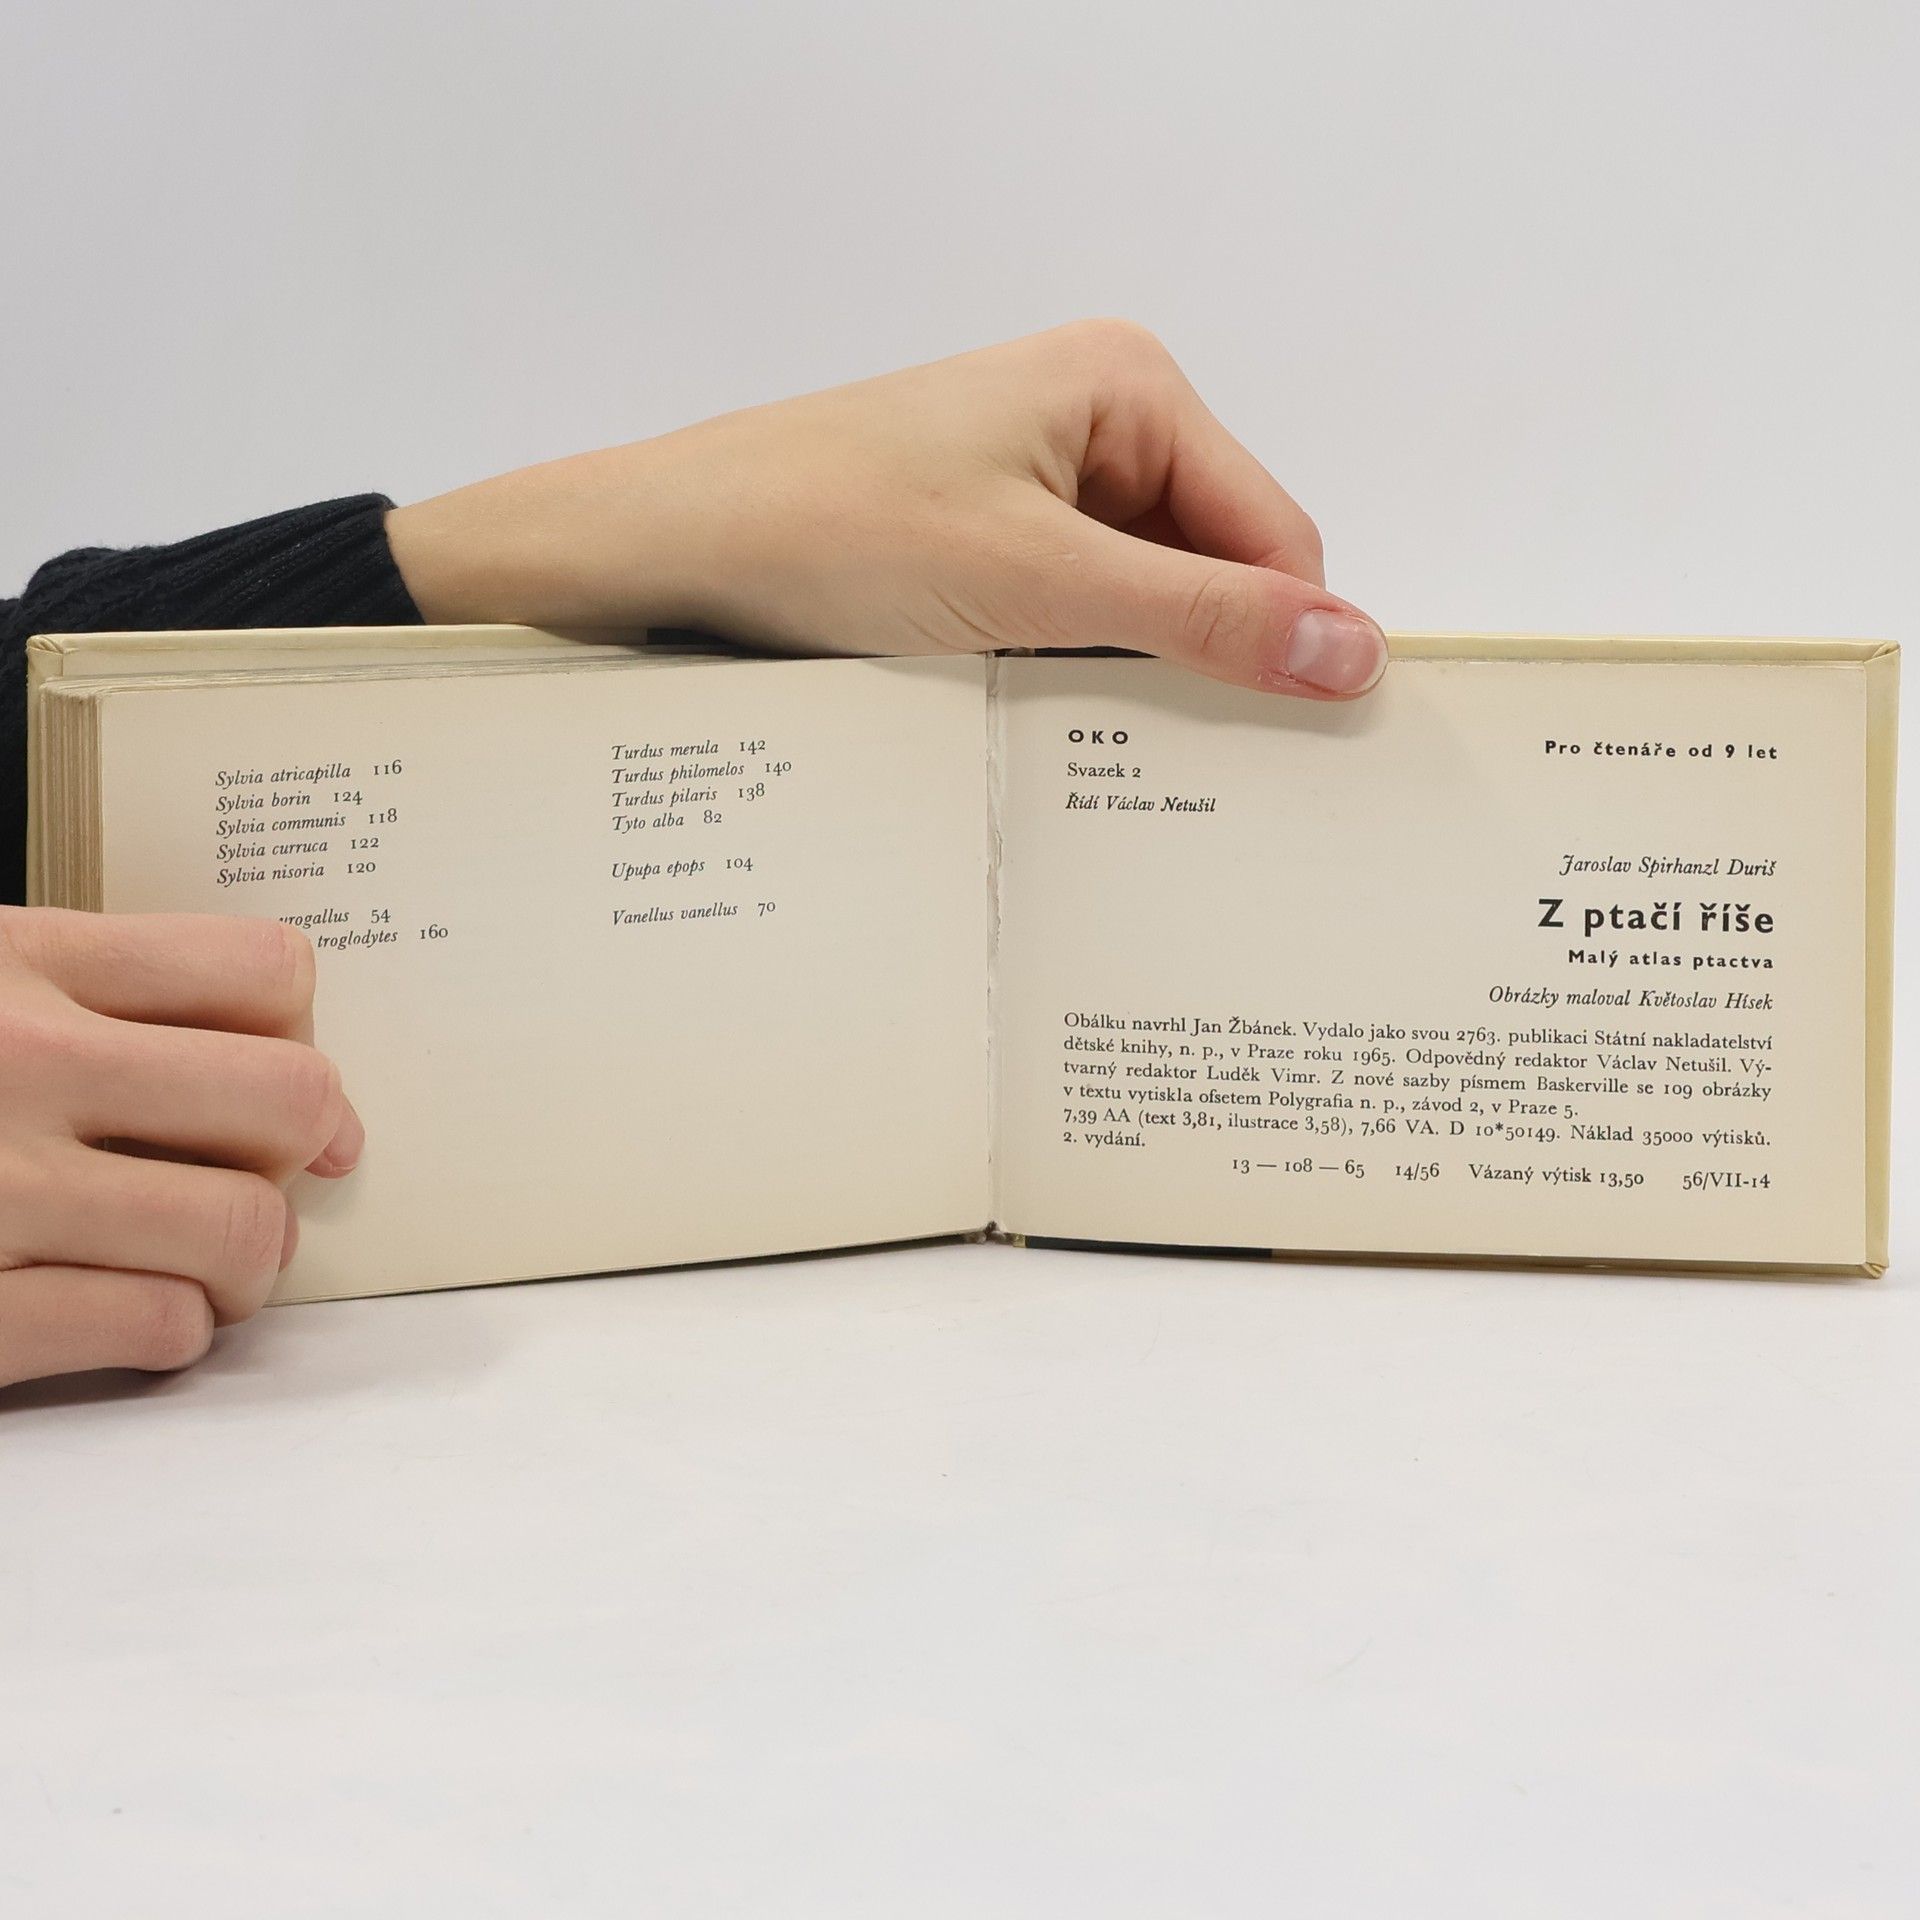 Sylvia atricapilla 116
Sylvia borin 124
Sylvia communis 118
Sylvia curruca 122
Sylvia nisoria 120
54
troglodytes 160
Turdus merula 142
Turdus philomelos 140
Turdus pilaris 138
Tyto alba 82
Upupa epops 104
Vanellus vanellus 70
OKO
Svazek 2
Řídí Václav Netušil
Pro čtenáře od 9 let
Jaroslav Spirhanzl Duriš
Z ptačí říše
Malý atlas ptactva
Obrázky maloval Květoslav Hísek
Obálku navrhl Jan Žbánek. Vydalo jako svou 2763. publikaci Státní nakladatelství
dětské knihy, n. p., v Praze roku 1965. Odpovědný redaktor Václav Netušil. Vý-
tvarný redaktor Luděk Vimr. Z nové sazby písmem Baskerville se 109 obrázky
v textu vytiskla ofsetem Polygrafia n. p., závod 2, v Praze 5.
7,39 AA (text 3,81, ilustrace 3,58), 7,66 VA. D 10*50149. Náklad 35000 výtisků.
2. vydání.
13 — 108 — 65 14/56 Vázaný výtisk 13,50 56/VII-14